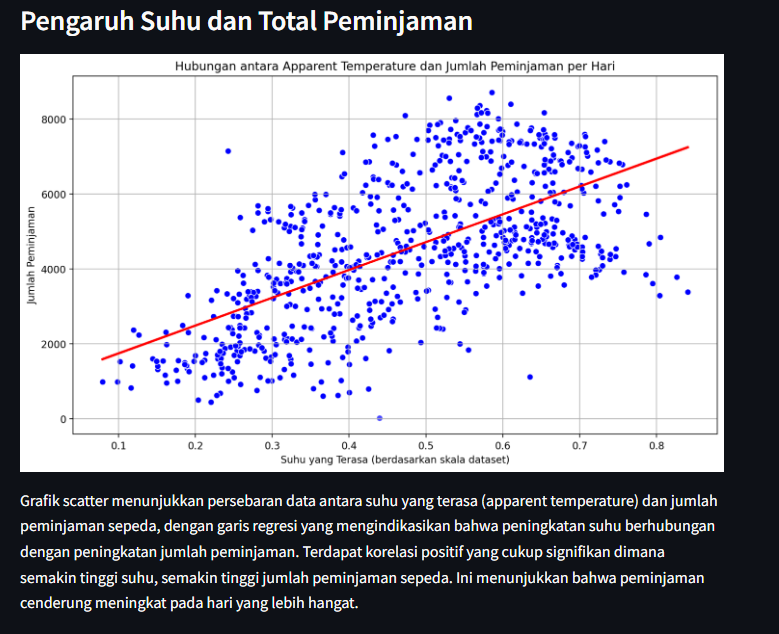 Pengaruh Suhu dan Total Peminjaman
Hubungan antara Apparent Temperature dan Jumlah Peminjaman per Hari
8000
6000
4000
2000
0
Jumlah Peminjaman
0.1 0.2 0.3 0.4 0.5 0.6 0.7 0.8
Suhu yang Terasa (berdasarkan skala dataset)
Grafik scatter menunjukkan persebaran data antara suhu yang terasa (apparent temperature) dan jumlah
peminjaman sepeda, dengan garis regresi yang mengindikasikan bahwa peningkatan suhu berhubungan
dengan peningkatan jumlah peminjaman. Terdapat korelasi positif yang cukup signifikan dimana
semakin tinggi suhu, semakin tinggi jumlah peminjaman sepeda. Ini menunjukkan bahwa peminjaman
cenderung meningkat pada hari yang lebih hangat.